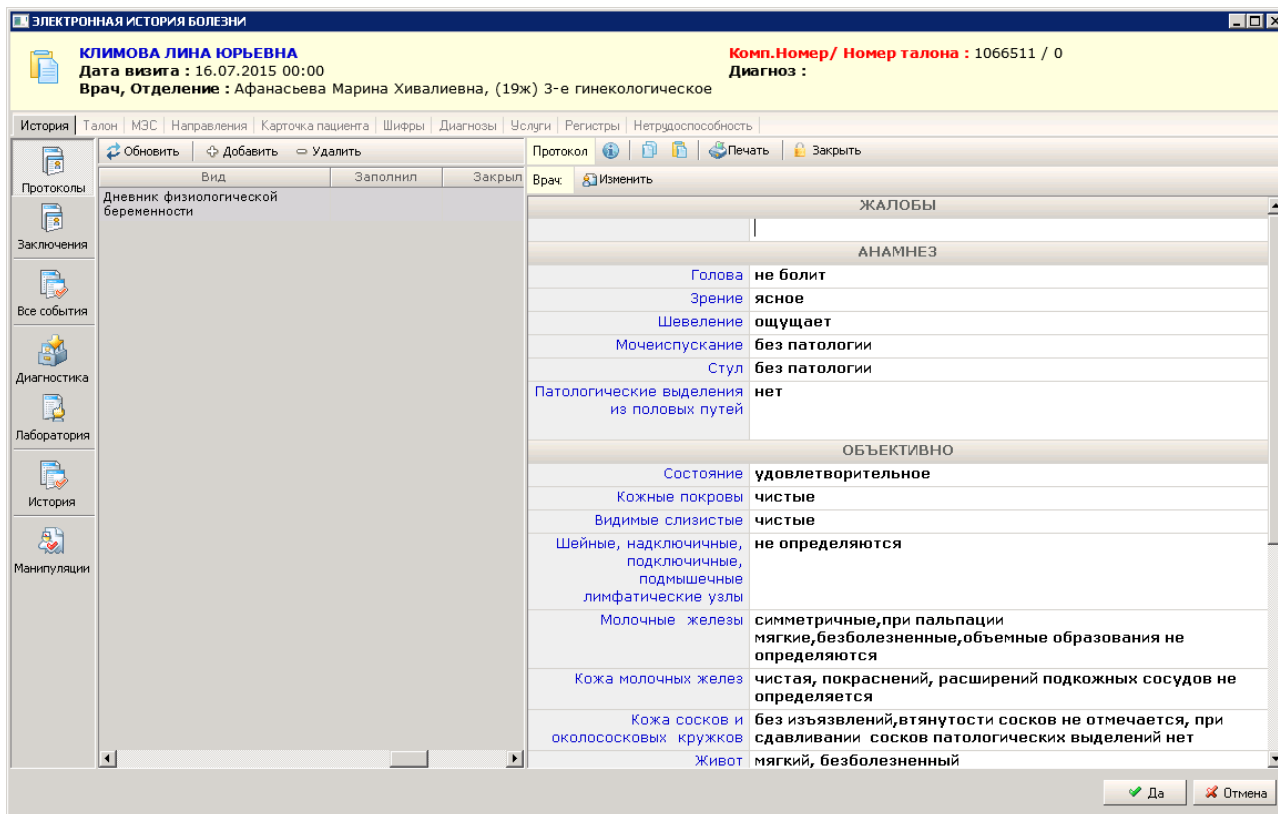 ЭЛЕКТРОННАЯ ИСТОРИЯ БОЛЕЗНИ
КЛИМОВА ЛИНА ЮРЬЕВНА
Дата визита : 16.07.2015 00:00
Врач, Отделение : Афанасьева Марина Хивалиевна, (19ж) 3-е гинекологическое
Комп.Номер/ Номер талона : 1066511 / 0
Диагноз :
История Талон МЭС Направления Карточка пациента Шифры Диагнозы Услуги Регистры Нетрудоспособность
Протоколы
Заключения
Все события
Диагностика
Лаборатория
История
Манипуляции
Обновить Добавить Удалить
Вид Заполнил Закрыл
Дневник физиологической
беременности
Протокол Печать Закрыть
Врач: Изменить
ЖАЛОБЫ
АНАМНЕЗ
Голова не болит
Зрение ясное
Шевеление ощущает
Мочеиспускание без патологии
Стул без патологии
Патологические выделения нет
из половых путей
ОБЪЕКТИВНО
Состояние удовлетворительное
Кожные покровы чистые
Видимые слизистые чистые
Шейные, надключичные, не определяются
подключичные,
подмышечные
лимфатические узлы
Молочные железы симметричные,при пальпации
мягкие,безболезненные,объемные образования не
определяются
Кожа молочных желез чистая, покраснений, расширений подкожных сосудов не
определяется
Кожа сосков и без изъязвлений,втянутости сосков не отмечается, при
околососковых кружков сдавливании сосков патологических выделений нет
Живот мягкий, безболезненный
Да Отмена